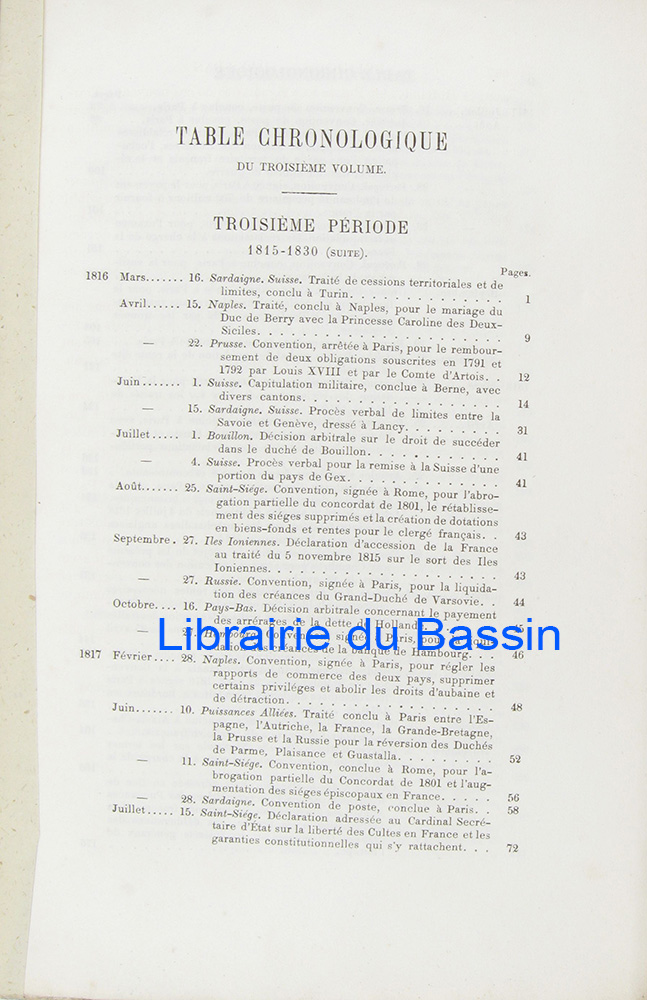 TABLE CHRONOLOGIQUE
DU TROISIÈME VOLUME.
TROISIÈME PÉRIODE
1815-1830 (SUITE).
Pages.
1816 Mars....... 16. Sardaigne. Suisse. Traité de cessions territoriales et de
limites, conclu à Turin. . . . . . . . . . . . . . 1
Avril...... 15. Naples. Traité, conclu à Naples, pour le mariage du
Duc de Berry avec la Princesse Caroline des Deux-
Siciles. . . . . . . . . . . . . . . . . . . . . . 9
— 22. Prusse. Convention, arrêtée à Paris, pour le rembour-
sement de deux obligations souscrites en 1791 et
1792 par Louis XVIII et par le Comte d'Artois. . 12
Juin....... 1. Suisse. Capitulation militaire, conclue à Berne, avec
divers cantons. . . . . . . . . . . . . . . . . . 14
— 15. Sardaigne. Suisse. Procès verbal de limites entre la
Savoie et Genève, dressé à Lancy. . . . . . . . . 31
Juillet..... 1. Bouillon. Décision arbitrale sur le droit de succéder
dans le duché de Bouillon. . . . . . . . . . . . 41
— 4. Suisse. Procès verbal pour la remise à la Suisse d'une
portion du pays de Gex. . . . . . . . . . . . . . 41
Août....... 25. Saint-Siége. Convention, signée à Rome, pour l'abro-
gation partielle du concordat de 1801, le rétablisse-
ment des siéges supprimés et la création de dotations
en biens-fonds et rentes pour le clergé français. . 43
Septembre. 27. Iles Ioniennes. Déclaration d'accession de la France
au traité du 5 novembre 1815 sur le sort des Iles
Ioniennes. . . . . . . . . . . . . . . . . . . . . 43
— 27. Russie. Convention, signée à Paris, pour la liquida-
tion des créances du Grand-Duché de Varsovie. . 44
Octobre.... 16. Pays-Bas. Décision arbitrale concernant le payement
des arrérages de la dette de Hollande
Librairie du Bassin
— Hambourg. Convention, signée à Paris, pour la liqui-
dation des créances de la banque de Hambourg. . . 46
1817 Février.... 28. Naples. Convention, signée à Paris, pour régler les
rapports de commerce des deux pays, supprimer
certains priviléges et abolir les droits d'aubaine et
de détraction. . . . . . . . . . . . . . . . . . . 48
Juin....... 10. Puissances Alliées. Traité conclu à Paris entre l'Es-
pagne, l'Autriche, la France, la Grande-Bretagne,
la Prusse et la Russie pour la réversion des Duchés
de Parme, Plaisance et Guastalla. . . . . . . . . 52
— 11. Saint-Siége. Convention, conclue à Rome, pour l'a-
brogation partielle du Concordat de 1801 et l'aug-
mentation des siéges épiscopaux en France. . . . . 56
— 28. Sardaigne. Convention de poste, conclue à Paris. . 58
Juillet..... 15. Saint-Siége. Déclaration adressée au Cardinal Secré-
taire d'État sur la liberté des Cultes en France et les
garanties constitutionnelles qui s'y rattachent. . . 72